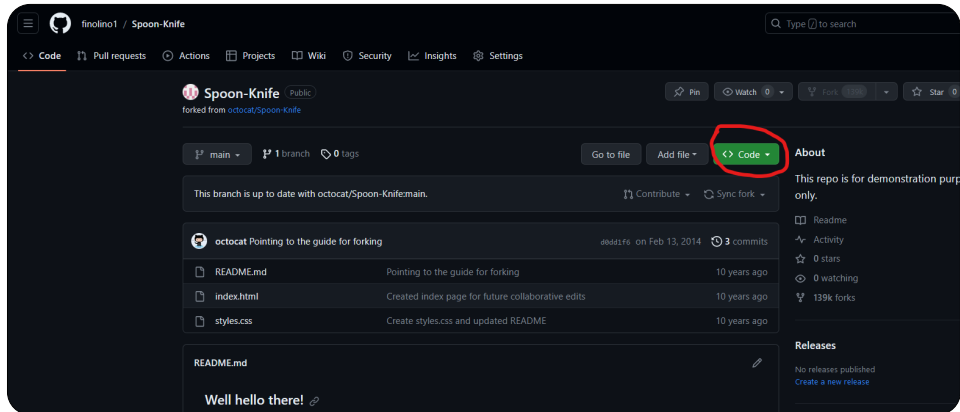 finolino1 / Spoon-Knife
Type / to search
<> Code Pull requests Actions Projects Wiki Security Insights Settings
Spoon-Knife Public
Pin Watch 0 Fork 139k Star 0
forked from octocat/Spoon-Knife
main 1 branch 0 tags
Go to file Add file <> Code
This branch is up to date with octocat/Spoon-Knife:main.
Contribute Sync fork
octocat Pointing to the guide for forking d0dd1f6 on Feb 13, 2014 3 commits
README.md Pointing to the guide for forking 10 years ago
index.html Created index page for future collaborative edits 10 years ago
styles.css Create styles.css and updated README 10 years ago
README.md
Well hello there!
About
This repo is for demonstration purp
only.
Readme
Activity
0 stars
0 watching
139k forks
Releases
No releases published
Create a new release